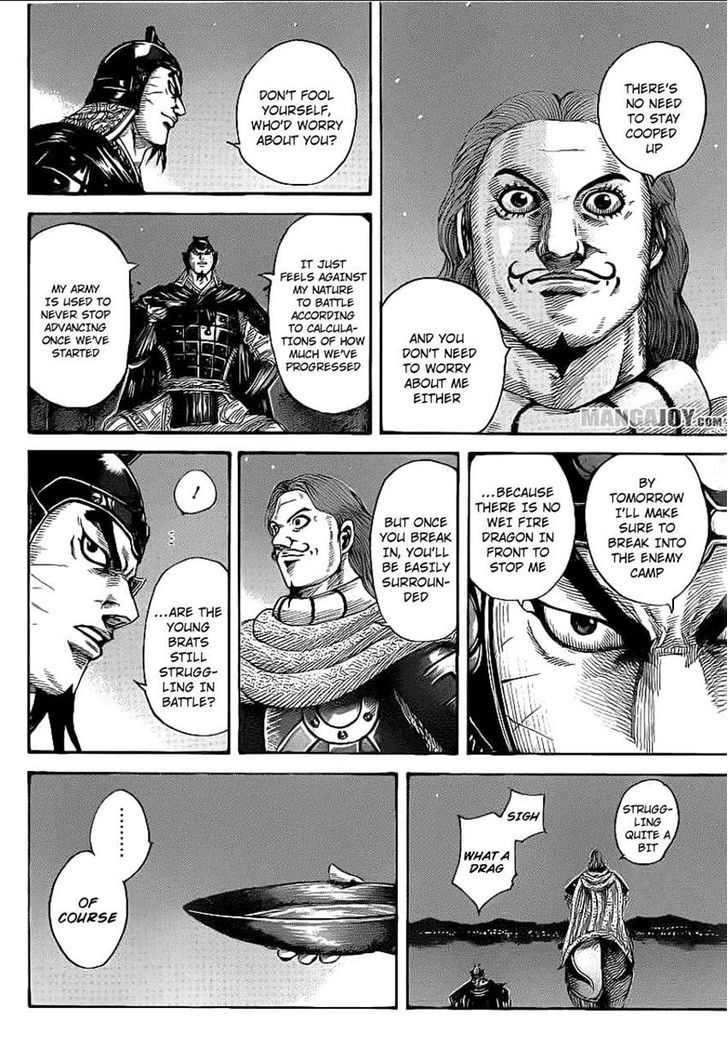 THERE'S
NO NEED
TO STAY
COOPED
UP
AND YOU
DON'T NEED
TO WORRY
ABOUT ME
EITHER
MANGAJOY.COM
DON'T FOOL
YOURSELF,
WHO'D WORRY
ABOUT YOU?
IT JUST
FEELS AGAINST
MY NATURE
TO BATTLE
ACCORDING
TO CALCULA-
TIONS OF HOW
MUCH WE'VE
PROGRESSED
MY ARMY
IS USED TO
NEVER STOP
ADVANCING
ONCE WE'VE
STARTED
BY
TOMORROW
I'LL MAKE
SURE TO
BREAK INTO
THE ENEMY
CAMP
...BECAUSE
THERE IS NO
WEI FIRE
DRAGON IN
FRONT TO
STOP ME
BUT ONCE
YOU BREAK
IN, YOU'LL
BE EASILY
SURROUN-
DED
!
...
...ARE THE
YOUNG
BRATS
STILL
STRUGG-
LING IN
BATTLE?
STRUGG-
LING
QUITE A
BIT
SIGH
WHAT A
DRAG
........
OF
COURSE